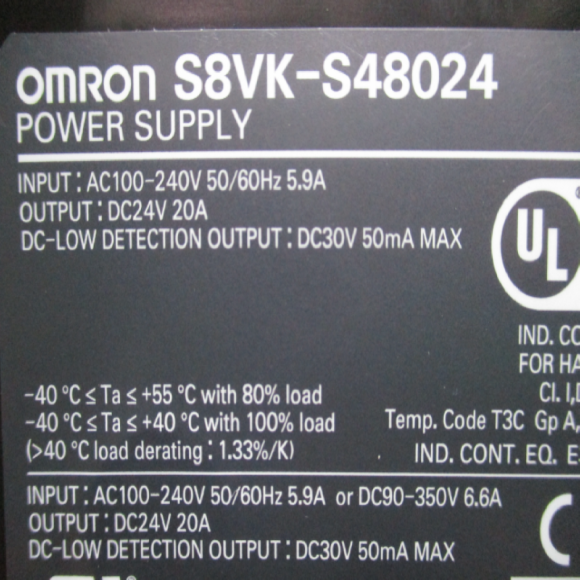 OMRON S8VK-S48024
POWER SUPPLY
INPUT : AC100-240V 50/60Hz 5.9A
OUTPUT : DC24V 20A
DC-LOW DETECTION OUTPUT : DC30V 50mA MAX
UL
IND. CO
FOR HA
-40 °C ≤ Ta ≤ +55 °C with 80% load
Cl. I,
-40 °C ≤ Ta ≤ +40 °C with 100% load
Temp. Code T3C Gp A,
(>40 °C load derating : 1.33%/K)
IND. CONT. EQ. E
INPUT : AC100-240V 50/60Hz 5.9A or DC90-350V 6.6A
OUTPUT : DC24V 20A
DC-LOW DETECTION OUTPUT : DC30V 50mA MAX